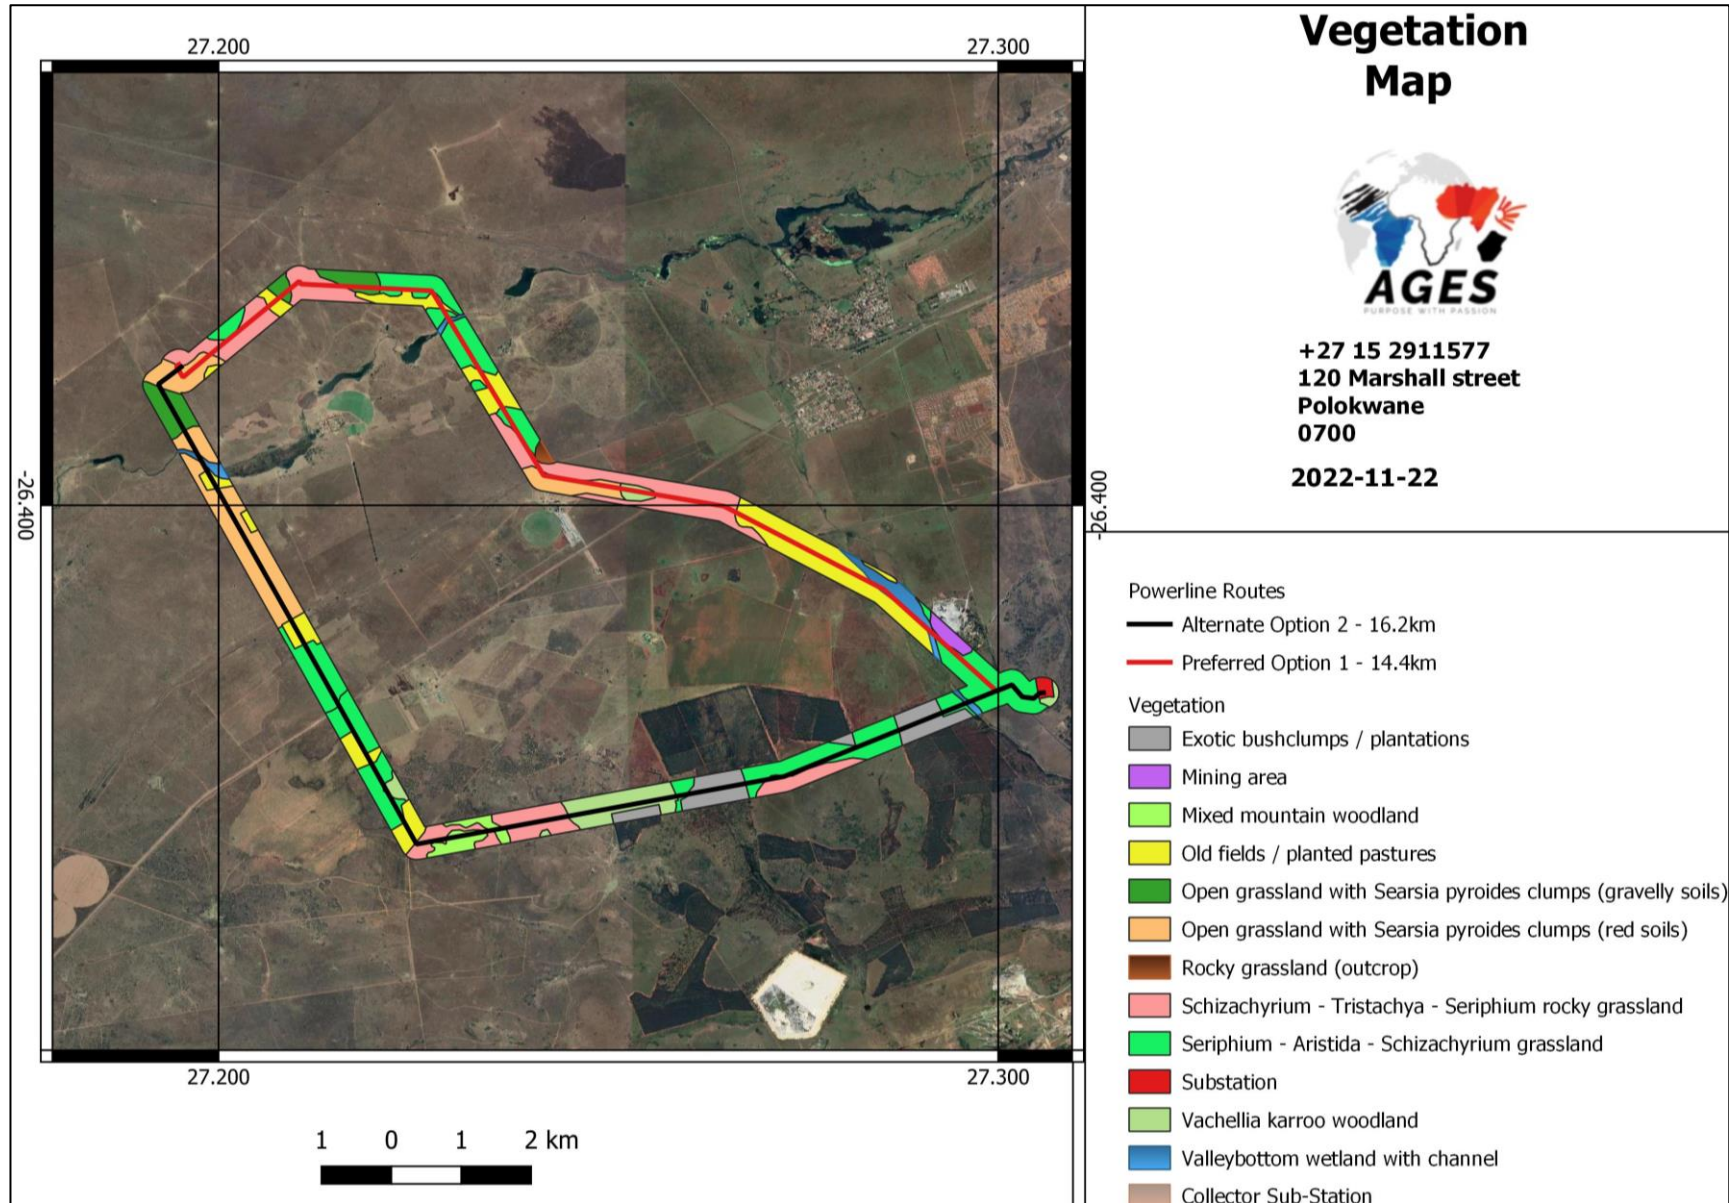 27.200
27.300
-26.400
-26.400
27.200
27.300
1 0 1 2 km
Vegetation
Map
AGES
PURPOSE WITH PASSION
+27 15 2911577
120 Marshall street
Polokwane
0700
2022-11-22
Powerline Routes
Alternate Option 2 - 16.2km
Preferred Option 1 - 14.4km
Vegetation
Exotic bushclumps / plantations
Mining area
Mixed mountain woodland
Old fields / planted pastures
Open grassland with Searsia pyroides clumps (gravelly soils)
Open grassland with Searsia pyroides clumps (red soils)
Rocky grassland (outcrop)
Schizachyrium - Tristachya - Seriphium rocky grassland
Seriphium - Aristida - Schizachyrium grassland
Substation
Vachellia karroo woodland
Valleybottom wetland with channel
Collector Sub-Station